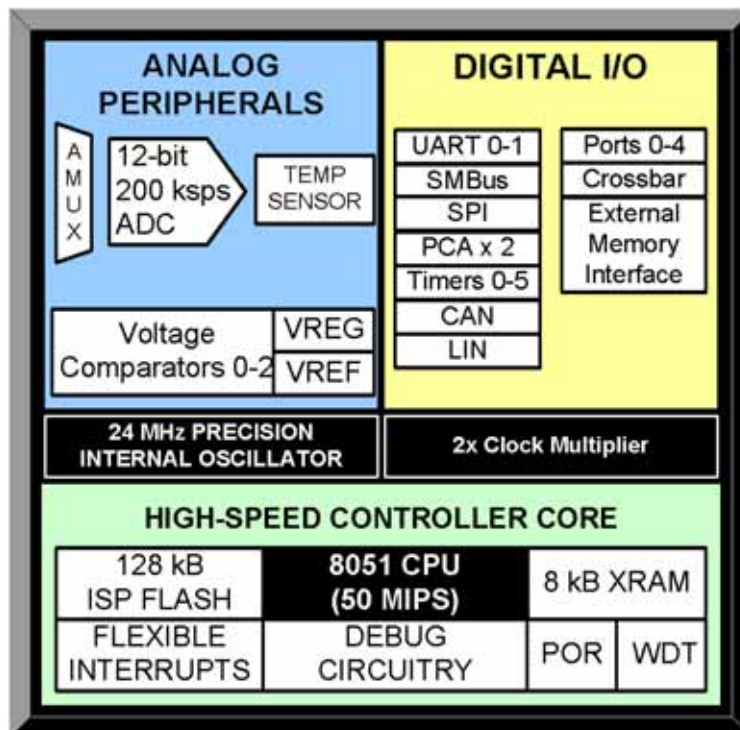 ANALOG
PERIPHERALS
A
M
U
X
12-bit
200 ksps
ADC
TEMP
SENSOR
Voltage
Comparators 0-2
VREG
VREF
DIGITAL I/O
UART 0-1
SMBus
SPI
PCA x 2
Timers 0-5
CAN
LIN
Ports 0-4
Crossbar
External
Memory
Interface
24 MHz PRECISION
INTERNAL OSCILLATOR
2x Clock Multiplier
HIGH-SPEED CONTROLLER CORE
128 kB
ISP FLASH
8051 CPU
(50 MIPS)
8 kB XRAM
FLEXIBLE
INTERRUPTS
DEBUG
CIRCUITRY
POR
WDT